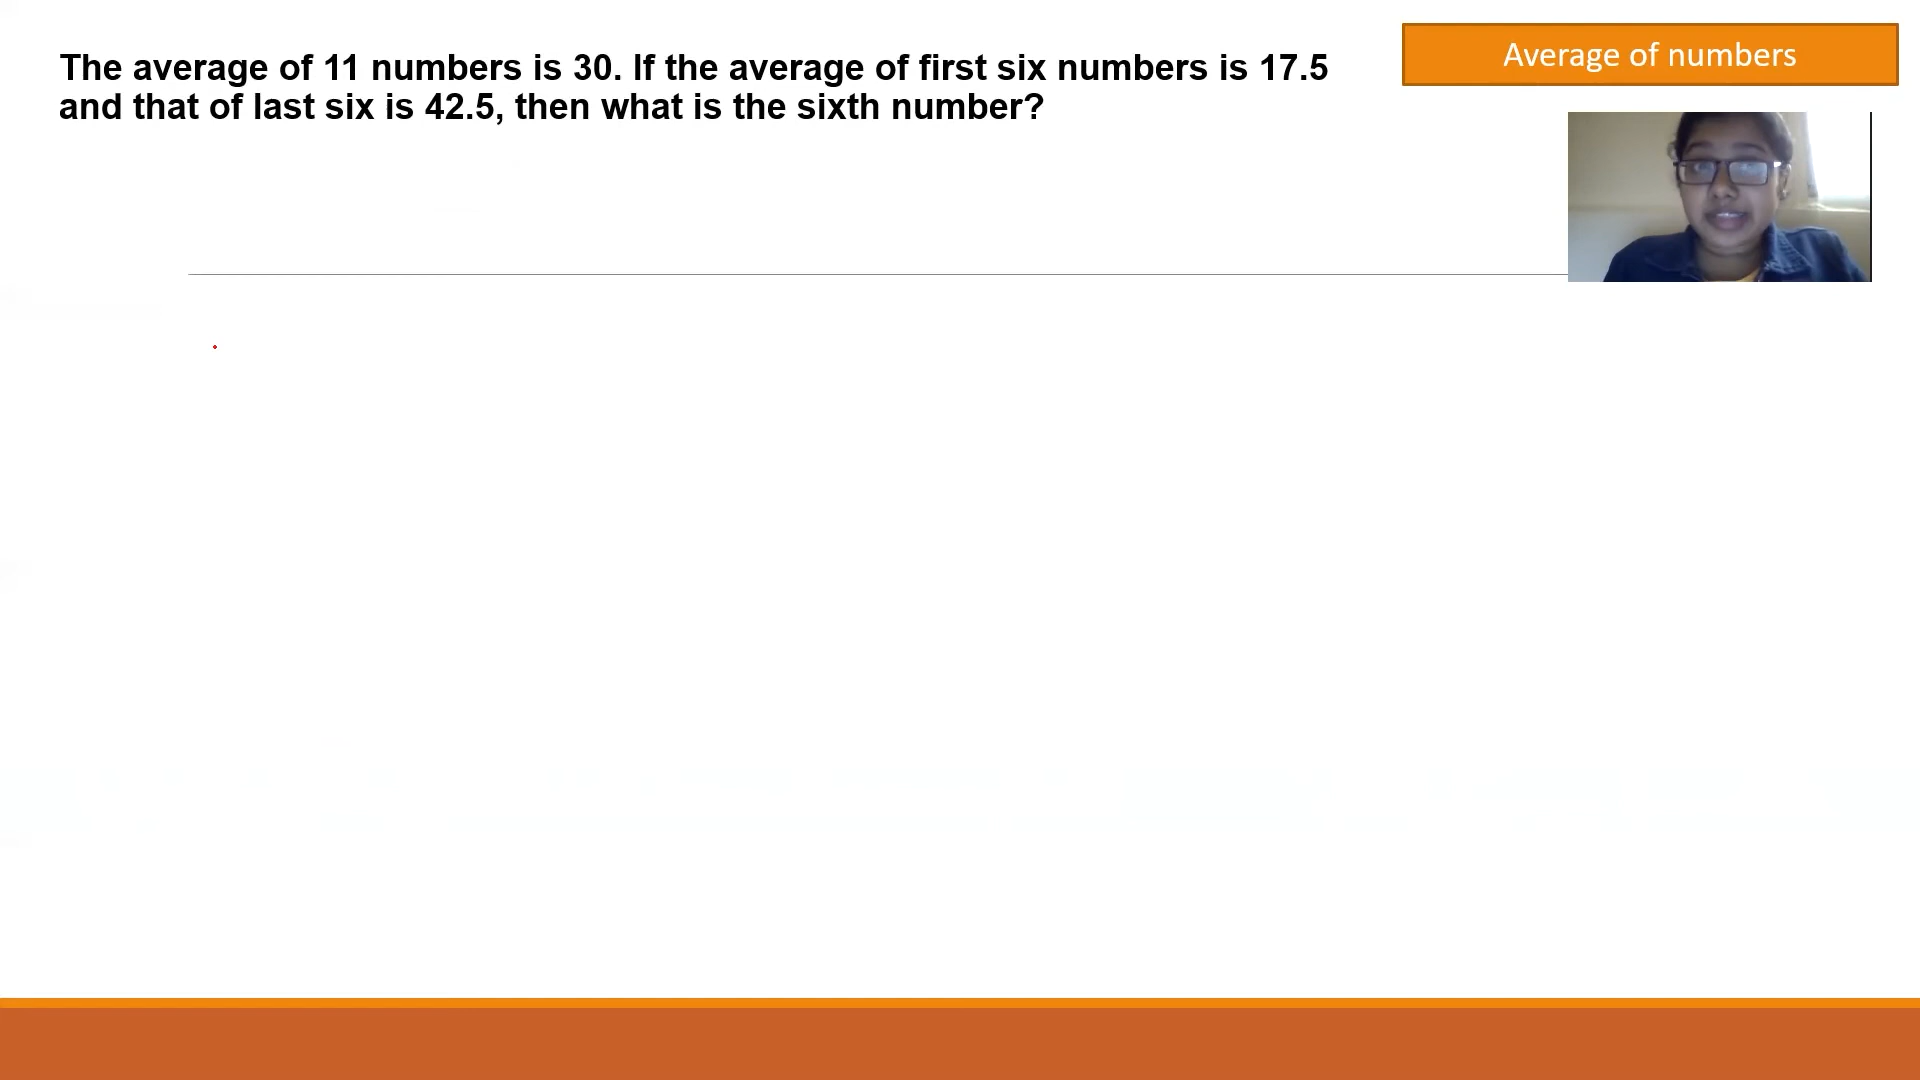 The average of 11 numbers is 30. If the average of first six numbers is 17.5
and that of last six is 42.5, then what is the sixth number?
Average of numbers